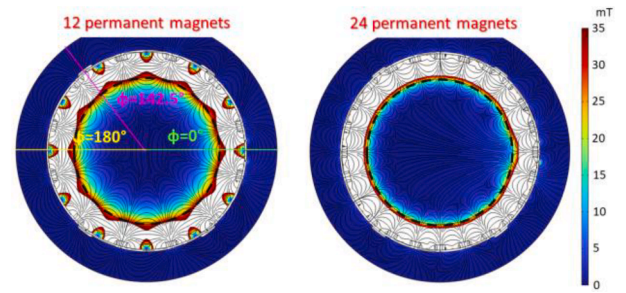 12 permanent magnets
24 permanent magnets
mT
35
30
25
20
15
10
5
0
ϕ=142.5°
ϕ=180°
ϕ=0°